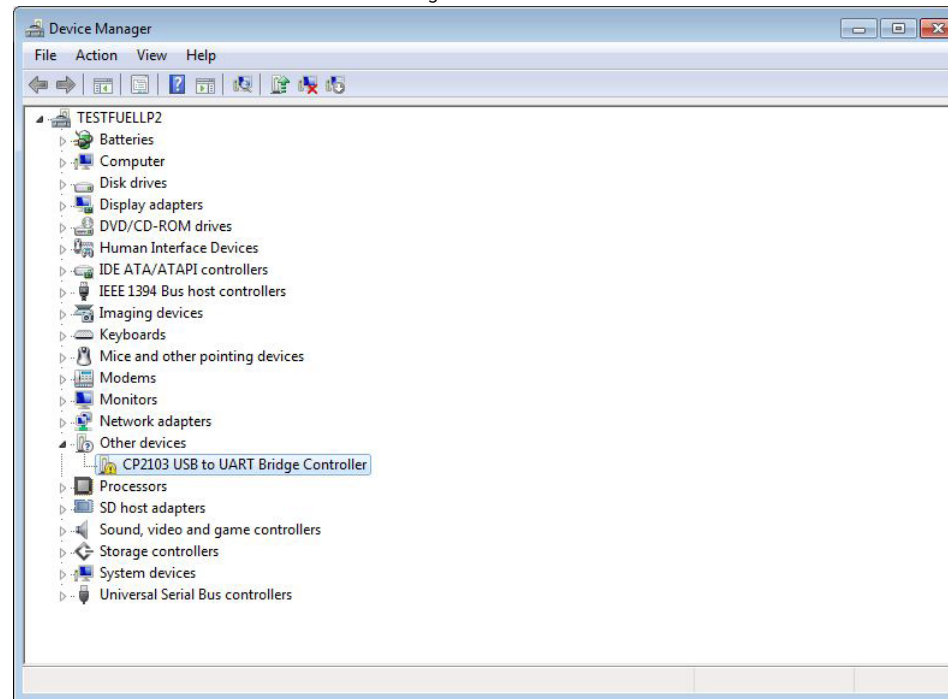 Device Manager
File Action View Help
TESTFUELLP2
Batteries
Computer
Disk drives
Display adapters
DVD/CD-ROM drives
Human Interface Devices
IDE ATA/ATAPI controllers
IEEE 1394 Bus host controllers
Imaging devices
Keyboards
Mice and other pointing devices
Modems
Monitors
Network adapters
Other devices
CP2103 USB to UART Bridge Controller
Processors
SD host adapters
Sound, video and game controllers
Storage controllers
System devices
Universal Serial Bus controllers